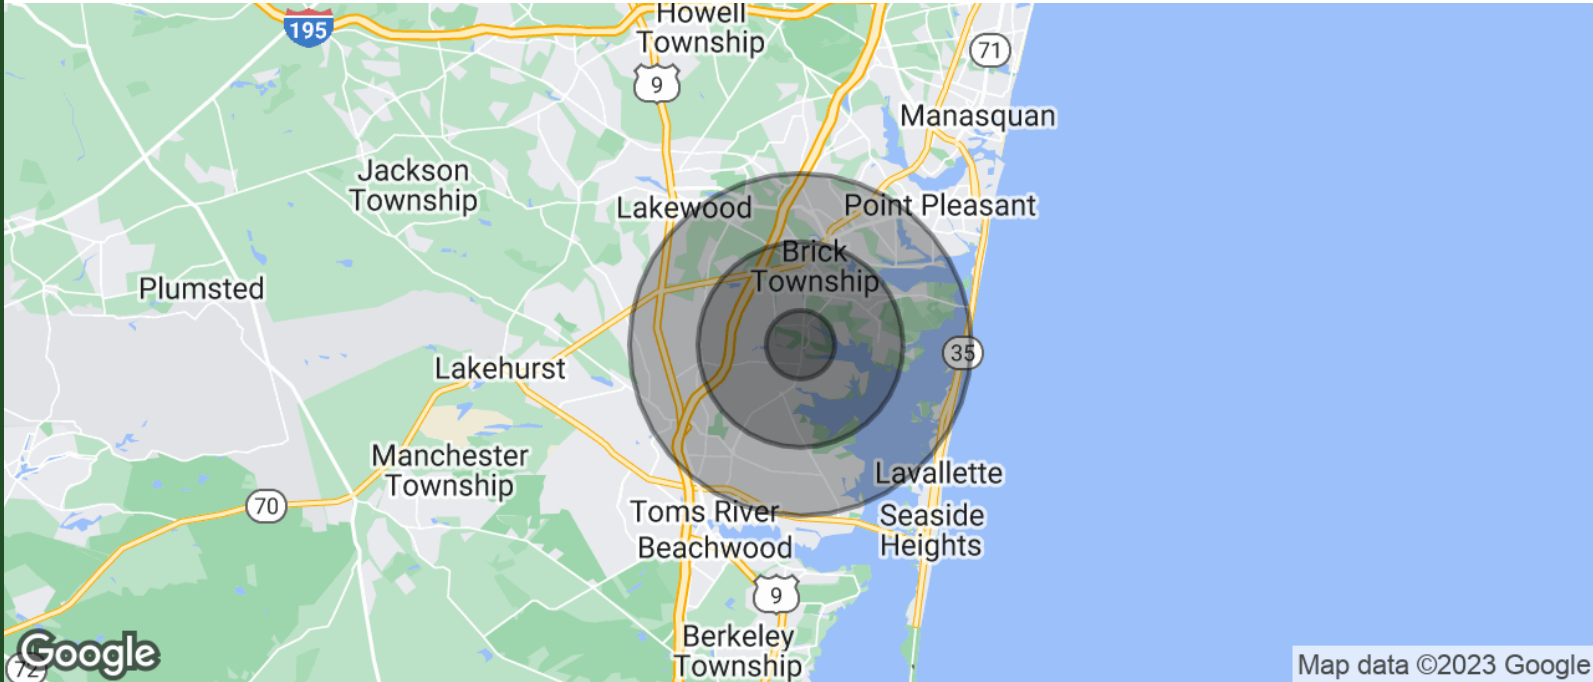 Howell
Township
195
71
9
Manasquan
Jackson
Township
Lakewood
Point Pleasant
Brick
Township
Plumsted
35
Lakehurst
Manchester
Township
Lavallette
70
Toms River
Seaside
Heights
Beachwood
9
Berkeley
Township
Google
72
Map data ©2023 Google